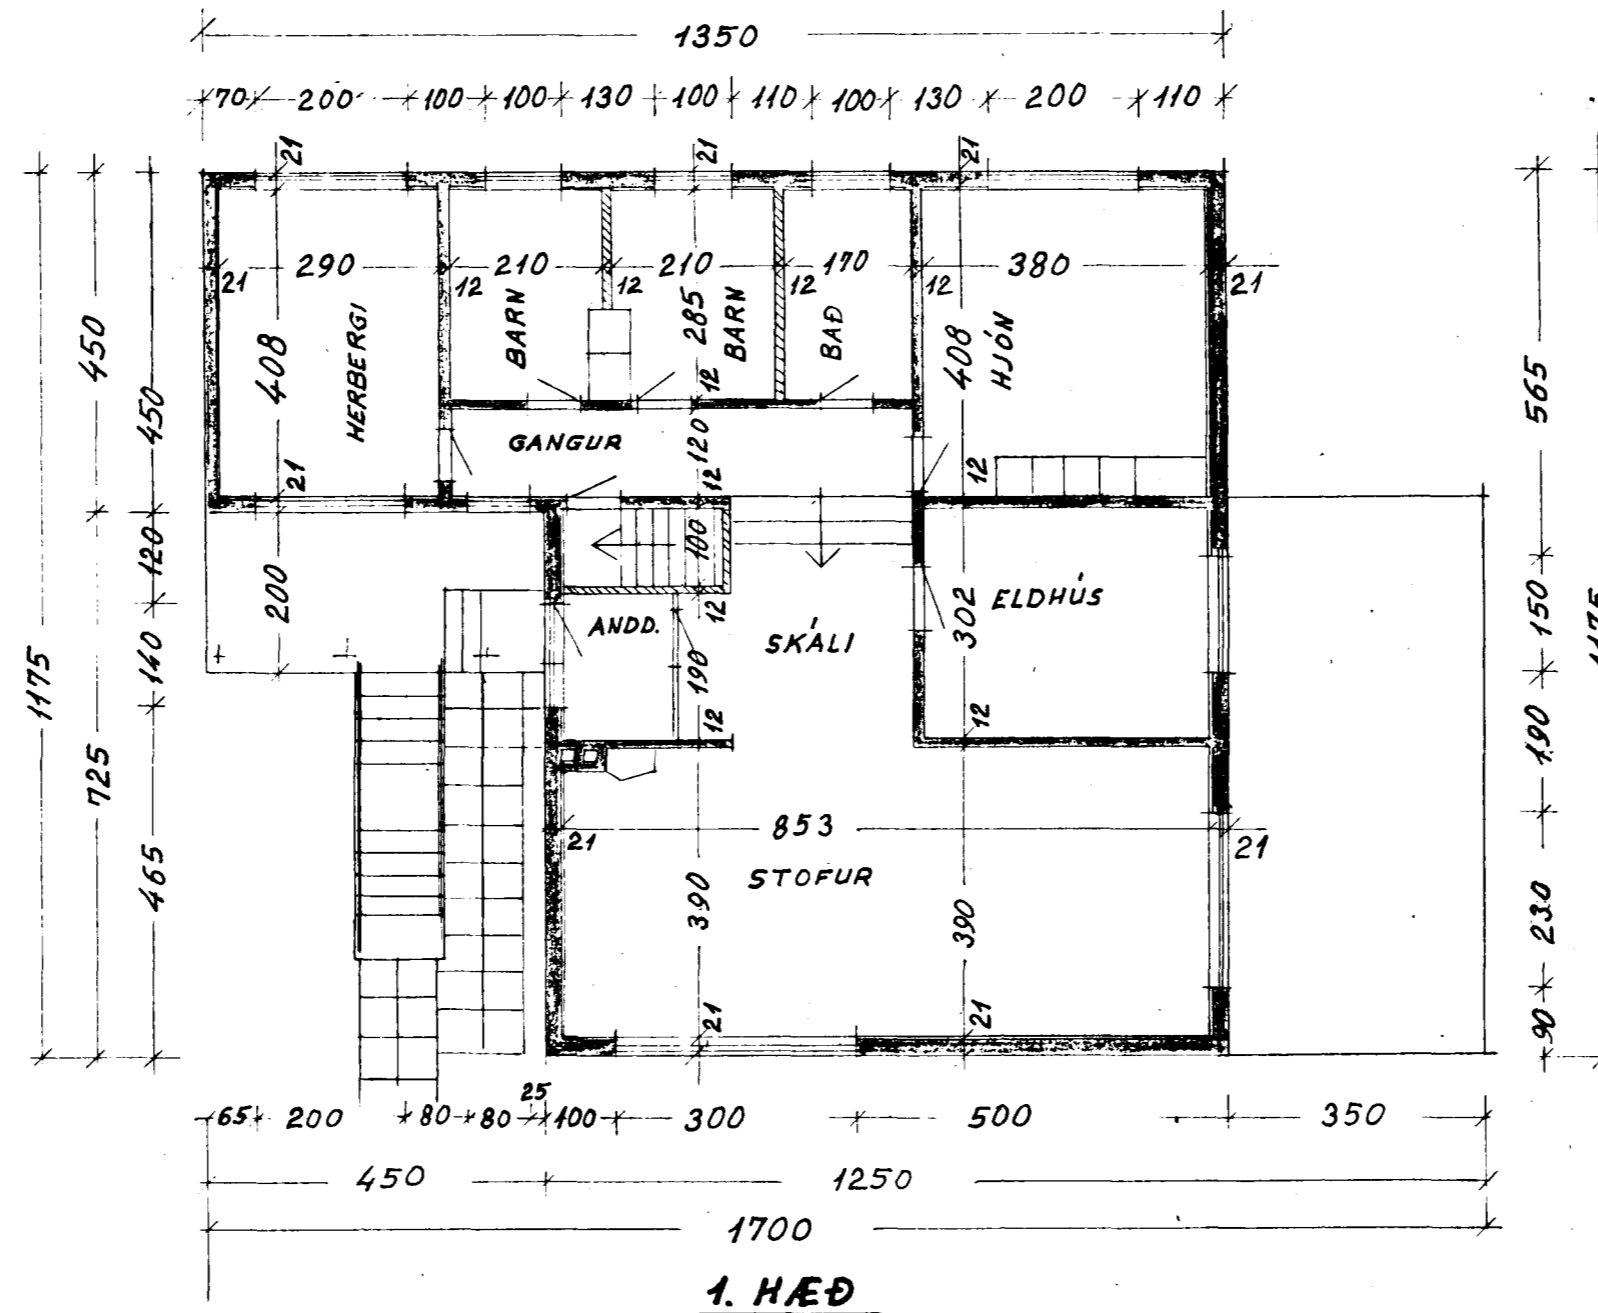 1350
70 200 100 100 130 100 110 100 130 200 110
21 21 21
290 210 210 170 380
21 12 12 12 12 21
450 450 408 HERBERGI BARN 285 BARN BAÐ 408 HJÓN 565
12
GANGUR 120
21 12 12
120 200 100 302 ELDHÚS 150
12
ANDD. SKÁLI
1175 140 190 1175
12 12
725 190
853
21 21
465 STOFUR
390 390 230
21 21
90
25
65 200 80 80 100 300 500 350
450 1250
1700
1. HÆÐ